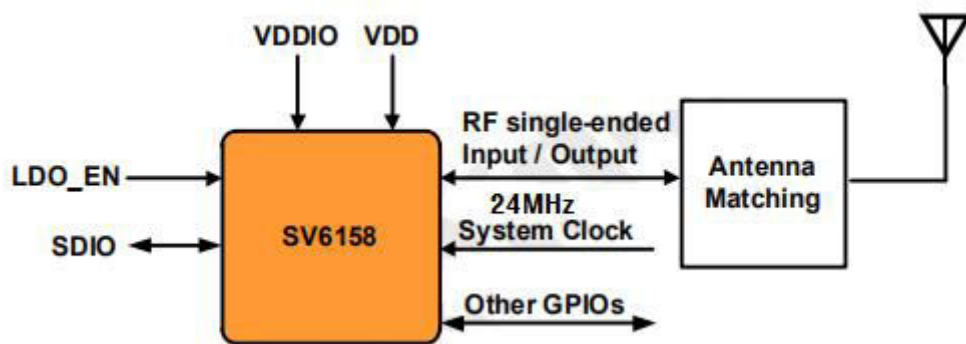 VDDIO VDD
RF single-ended
Input / Output
LDO_EN
Antenna
Matching
24MHz
System Clock
SDIO
SV6158
Other GPIOs